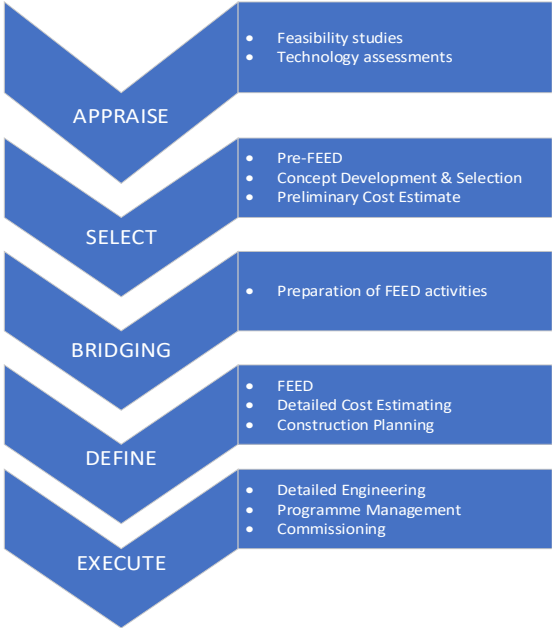 APPRAISE
• Feasibility studies
• Technology assessments
SELECT
• Pre-FEED
• Concept Development & Selection
• Preliminary Cost Estimate
BRIDGING
• Preparation of FEED activities
DEFINE
• FEED
• Detailed Cost Estimating
• Construction Planning
EXECUTE
• Detailed Engineering
• Programme Management
• Commissioning